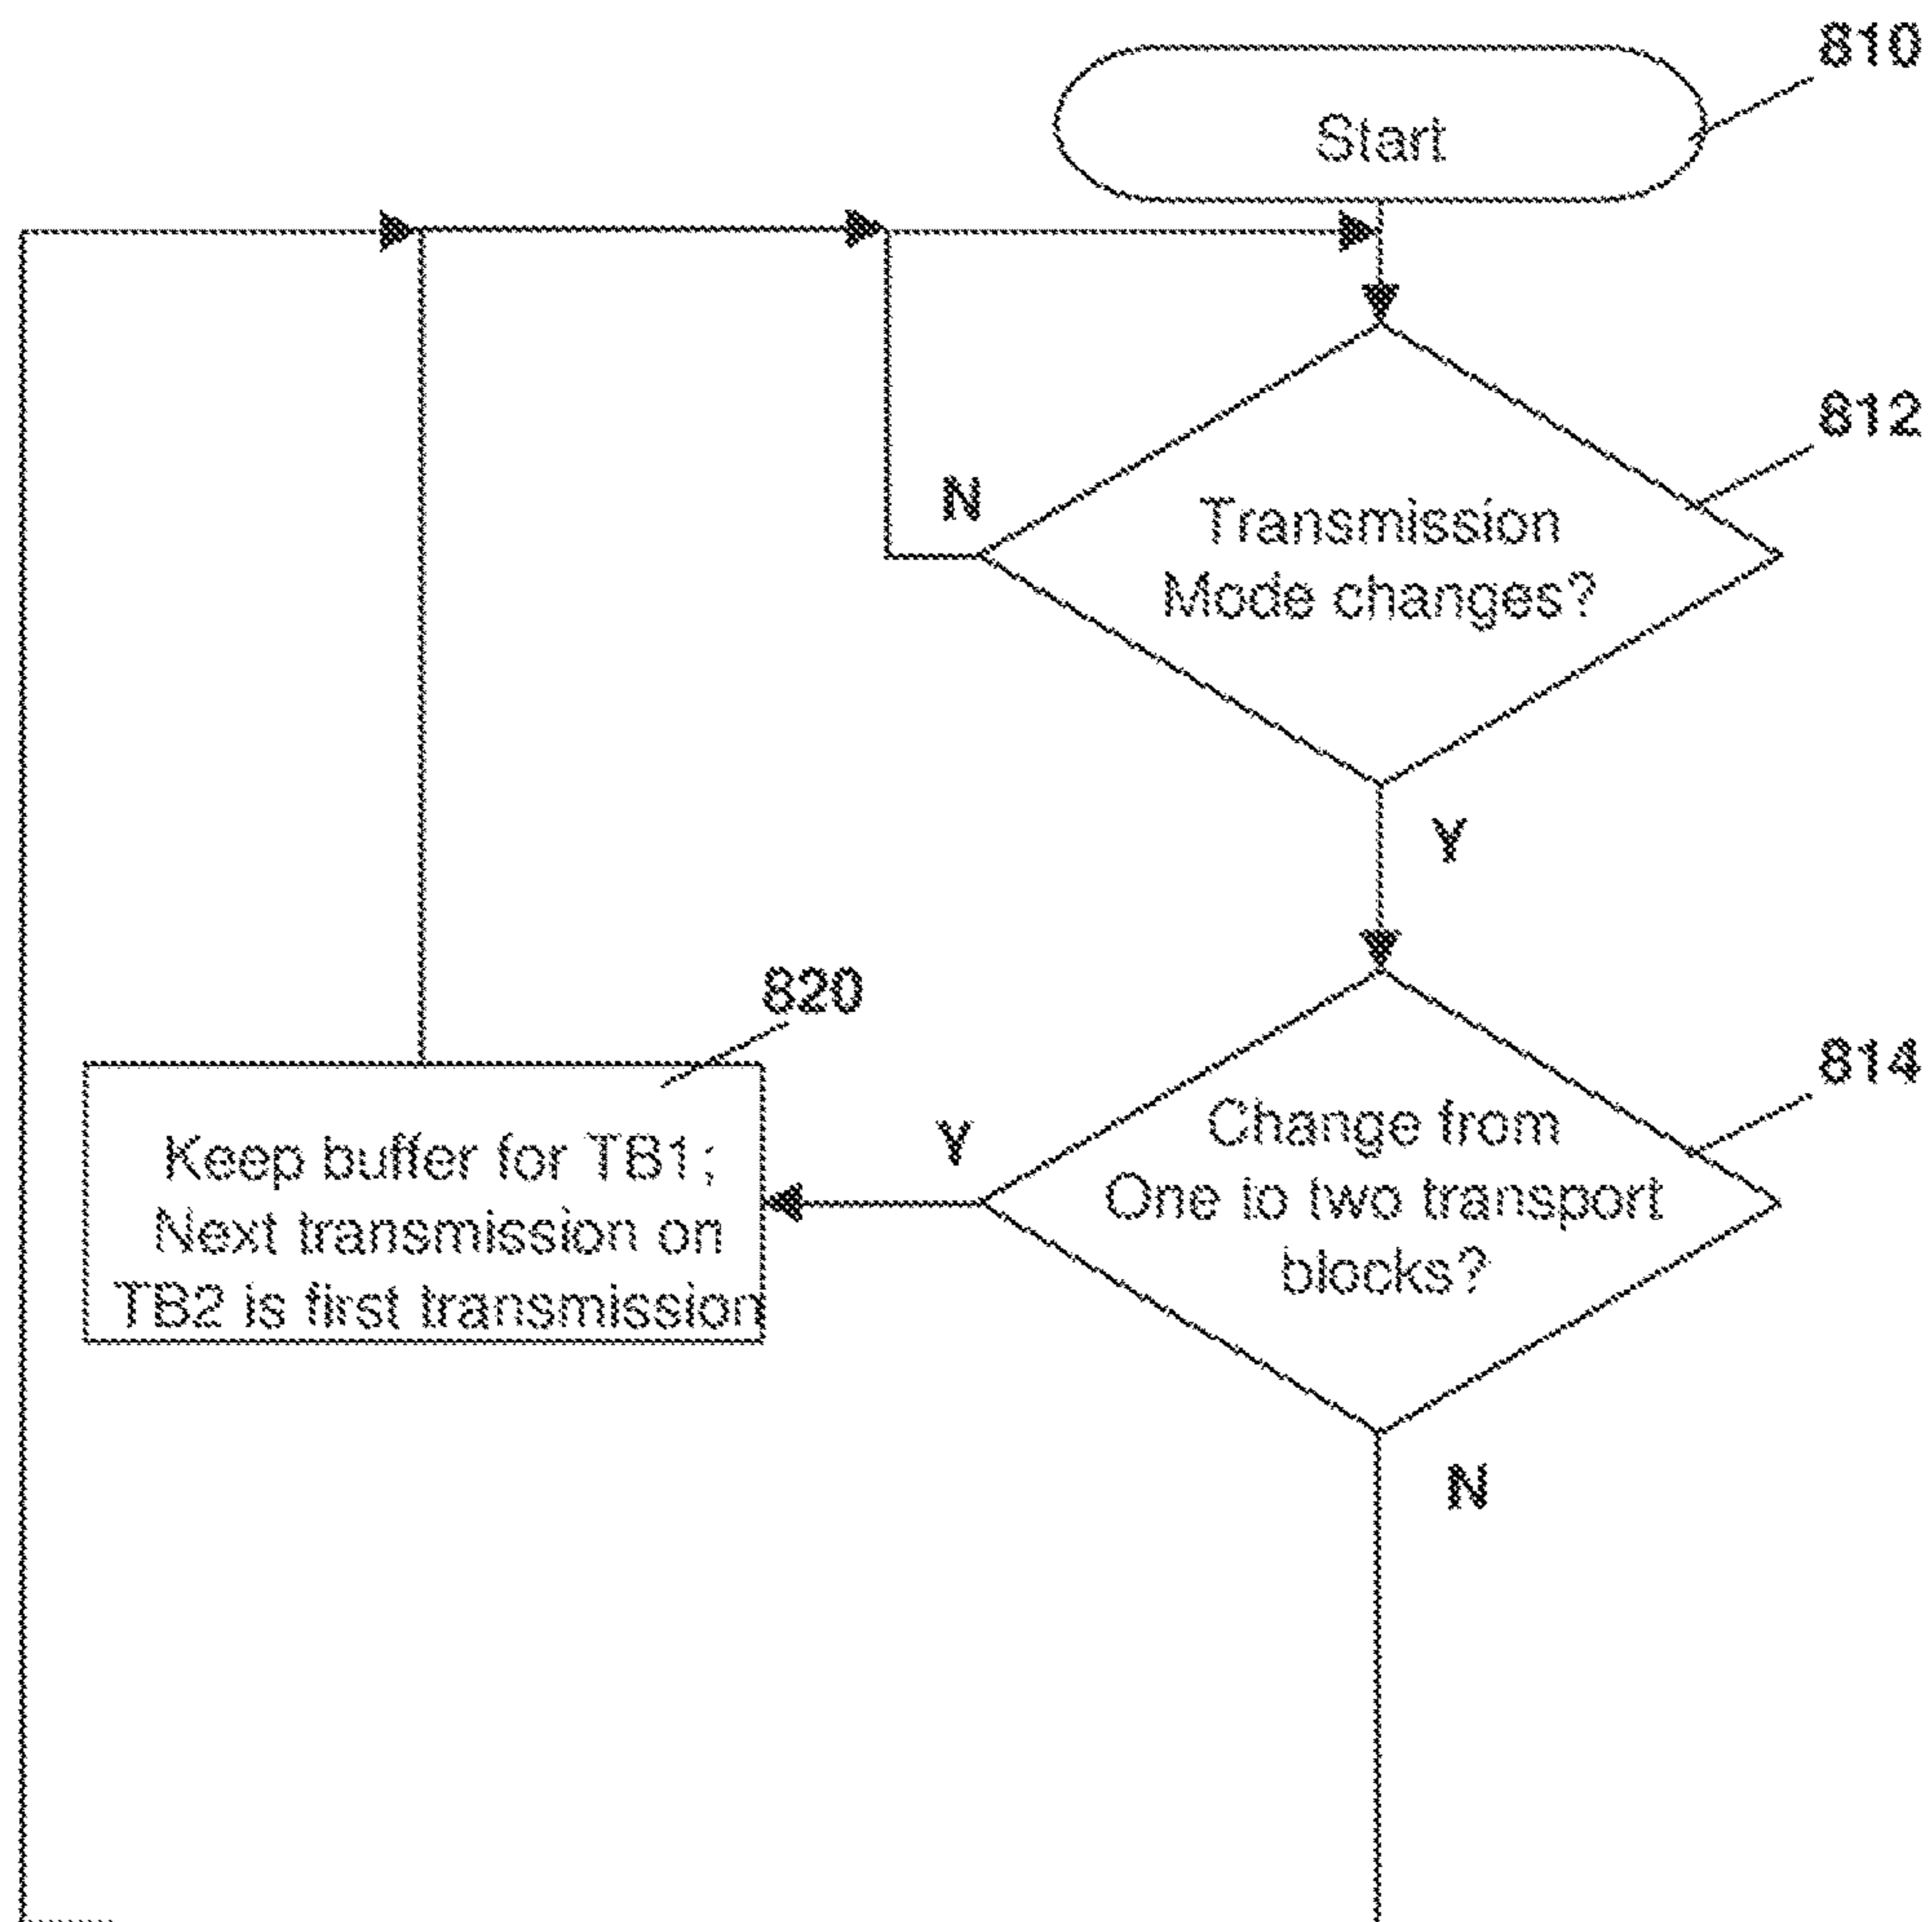 810
Start
812
N
Transmission
Mode changes?
Y
820
814
Y
Change from
One to two transport
blocks?
Keep buffer for TB1;
Next transmission on
TB2 is first transmission
N